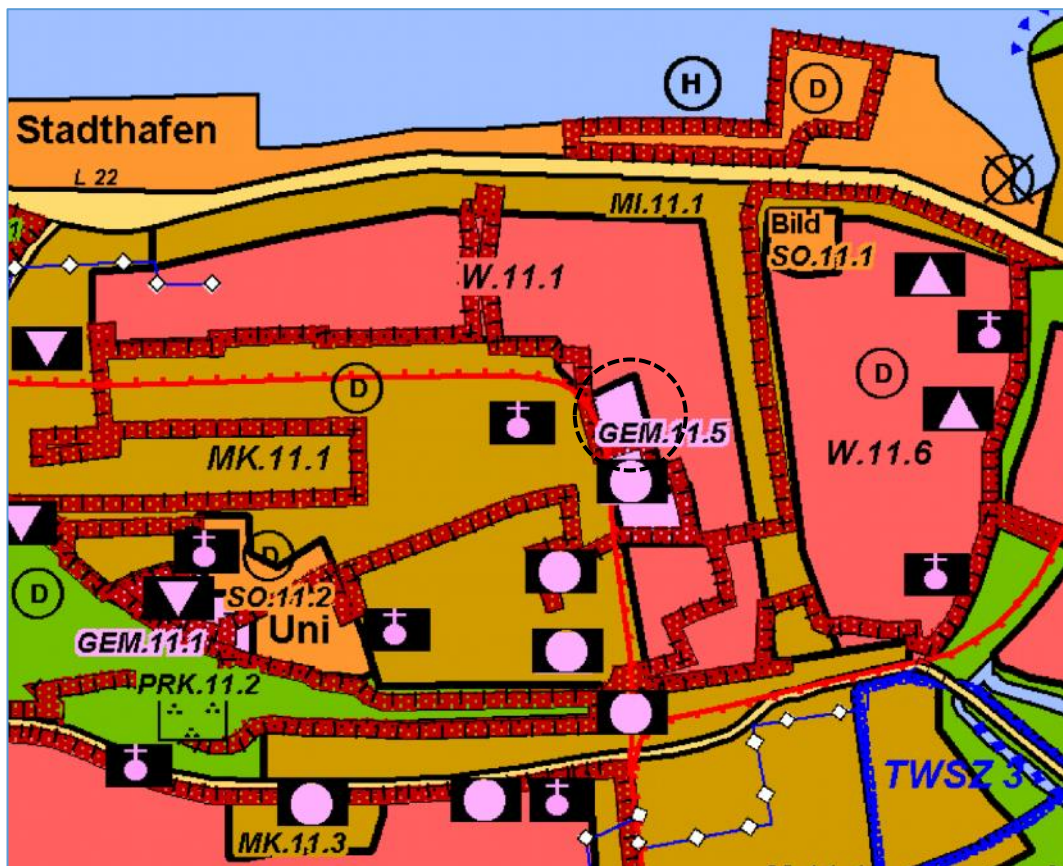 H
D
Stadthafen
L 22
MI.11.1
Bild
SO.11.1
W.11.1
D
D
GEM.11.5
MK.11.1
W.11.6
D
D
SO.11.2
Uni
GEM.11.1
PRK.11.2
TWSZ 3
MK.11.3